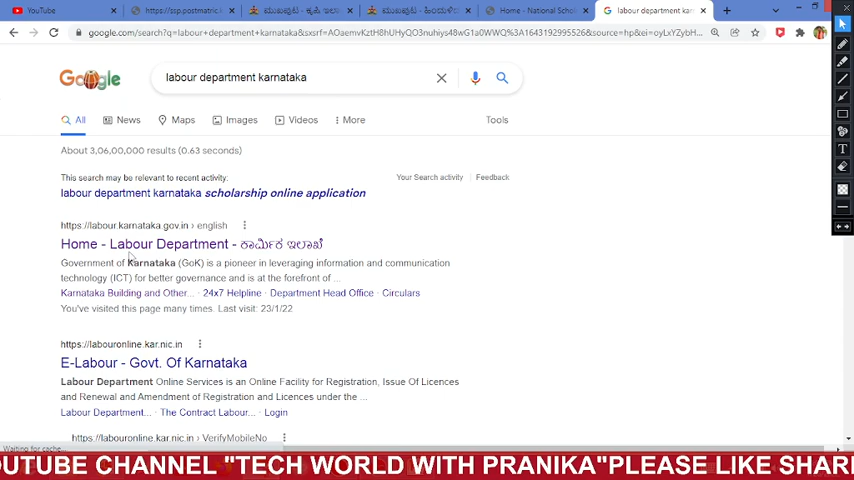 YouTube
https://ssp.postmatric.k
ಮುಖಪುಟ - ಕೃಷಿ ಇಲಾ
ಮುಖಪುಟ - ಹಿಂದುಳಿದ
Home - National Schol
labour department karn
google.com/search?q=labour+department+karnataka&sxsrf=AOaemvKztH8hUHyQO3nuhiys48wG1a0WWQ%3A1643192995526&source=hp&ei=oyLxYZybH...
Google
labour department karnataka
All
News
Maps
Images
Videos
More
Tools
About 3,06,00,000 results (0.63 seconds)
This search may be relevant to recent activity:
Your Search activity
Feedback
labour department karnataka scholarship online application
https://labour.karnataka.gov.in › english
Home - Labour Department - ಕಾರ್ಮಿಕ ಇಲಾಖೆ
Government of Karnataka (GoK) is a pioneer in leveraging information and communication
technology (ICT) for better governance and is at the forefront of ...
Karnataka Building and Other... · 24x7 Helpline · Department Head Office · Circulars
You've visited this page many times. Last visit: 23/1/22
https://labouronline.kar.nic.in
E-Labour - Govt. Of Karnataka
Labour Department Online Services is an Online Facility for Registration, Issue Of Licences
and Renewal and Amendment of Registration and Licences under the ...
Labour Department... · The Contract Labour... · Login
https://labouronline.kar.nic.in › VerifyMobileNo
Waiting for cache...
OUTUBE CHANNEL "TECH WORLD WITH PRANIKA"PLEASE LIKE SHAR